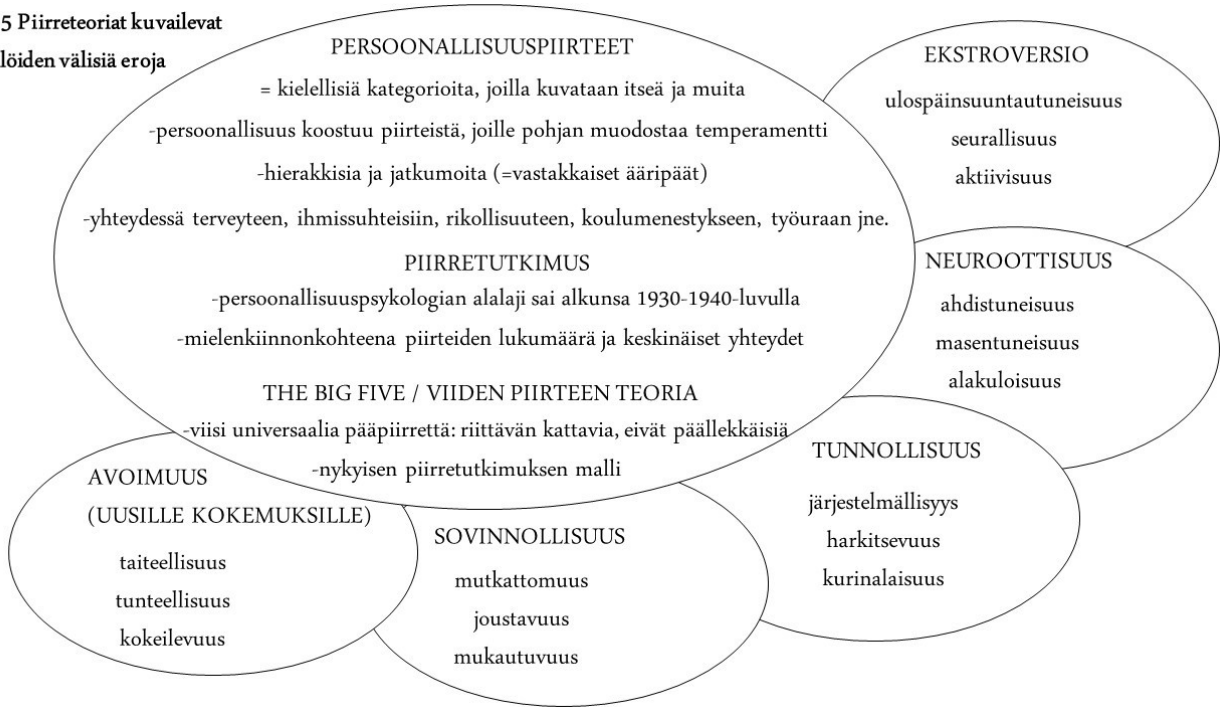 5 Piirreteoriat kuvailevat
löiden välisiä eroja
PERSOONALLISUUSPIIRTEET
= kielellisiä kategorioita, joilla kuvataan itseä ja muita
-persoonallisuus koostuu piirteistä, joille pohjan muodostaa temperamentti
-hierakkisia ja jatkumoita (=vastakkaiset ääripäät)
-yhteydessä terveyteen, ihmissuhteisiin, rikollisuuteen, koulumenestykseen, työuraan jne.
PIIRRETUTKIMUS
-persoonallisuuspsykologian alalaji sai alkunsa 1930-1940-luvulla
-mielenkiinnonkohteena piirteiden lukumäärä ja keskinäiset yhteydet
THE BIG FIVE / VIIDEN PIIRTEEN TEORIA
-viisi universaalia pääpiirrettä: riittävän kattavia, eivät päällekkäisiä
-nykyisen piirretutkimuksen malli
EKSTROVERSIO
ulospäinsuuntautuneisuus
seurallisuus
aktiivisuus
NEUROOTTISUUS
ahdistuneisuus
masentuneisuus
alakuloisuus
TUNNOLLISUUS
järjestelmällisyys
harkitsevuus
kurinalaisuus
SOVINNOLLISUUS
mutkattomuus
joustavuus
mukautuvuus
AVOIMUUS
(UUSILLE KOKEMUKSILLE)
taiteellisuus
tunteellisuus
kokeilevuus